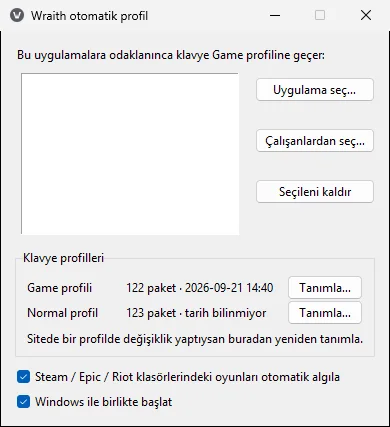 Wraith otomatik profil
Bu uygulamalara odaklanınca klavye Game profiline geçer:
Uygulama seç...
Çalışanlardan seç...
Seçileni kaldır
Klavye profilleri
Game profili 122 paket · 2026-09-21 14:40 Tanımla...
Normal profil 123 paket · tarih bilinmiyor Tanımla...
Sitede bir profilde değişiklik yaptıysan buradan yeniden tanımla.
Steam / Epic / Riot klasörlerindeki oyunları otomatik algıla
Windows ile birlikte başlat